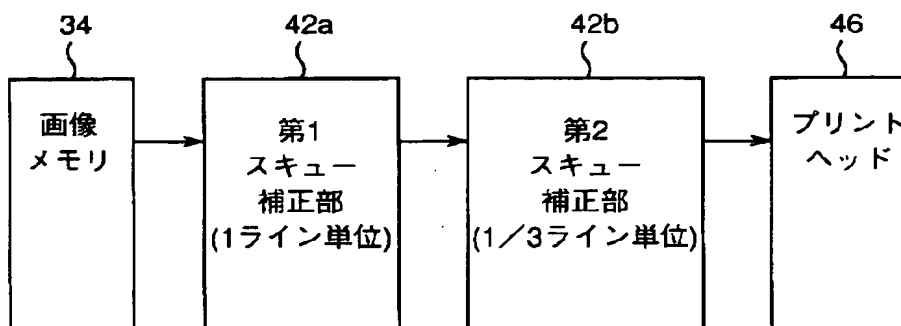 34
42a
42b
46
画像
メモリ
第1
スキュー
補正部
(1ライン単位)
第2
スキュー
補正部
(1／3ライン単位)
プリント
ヘッド